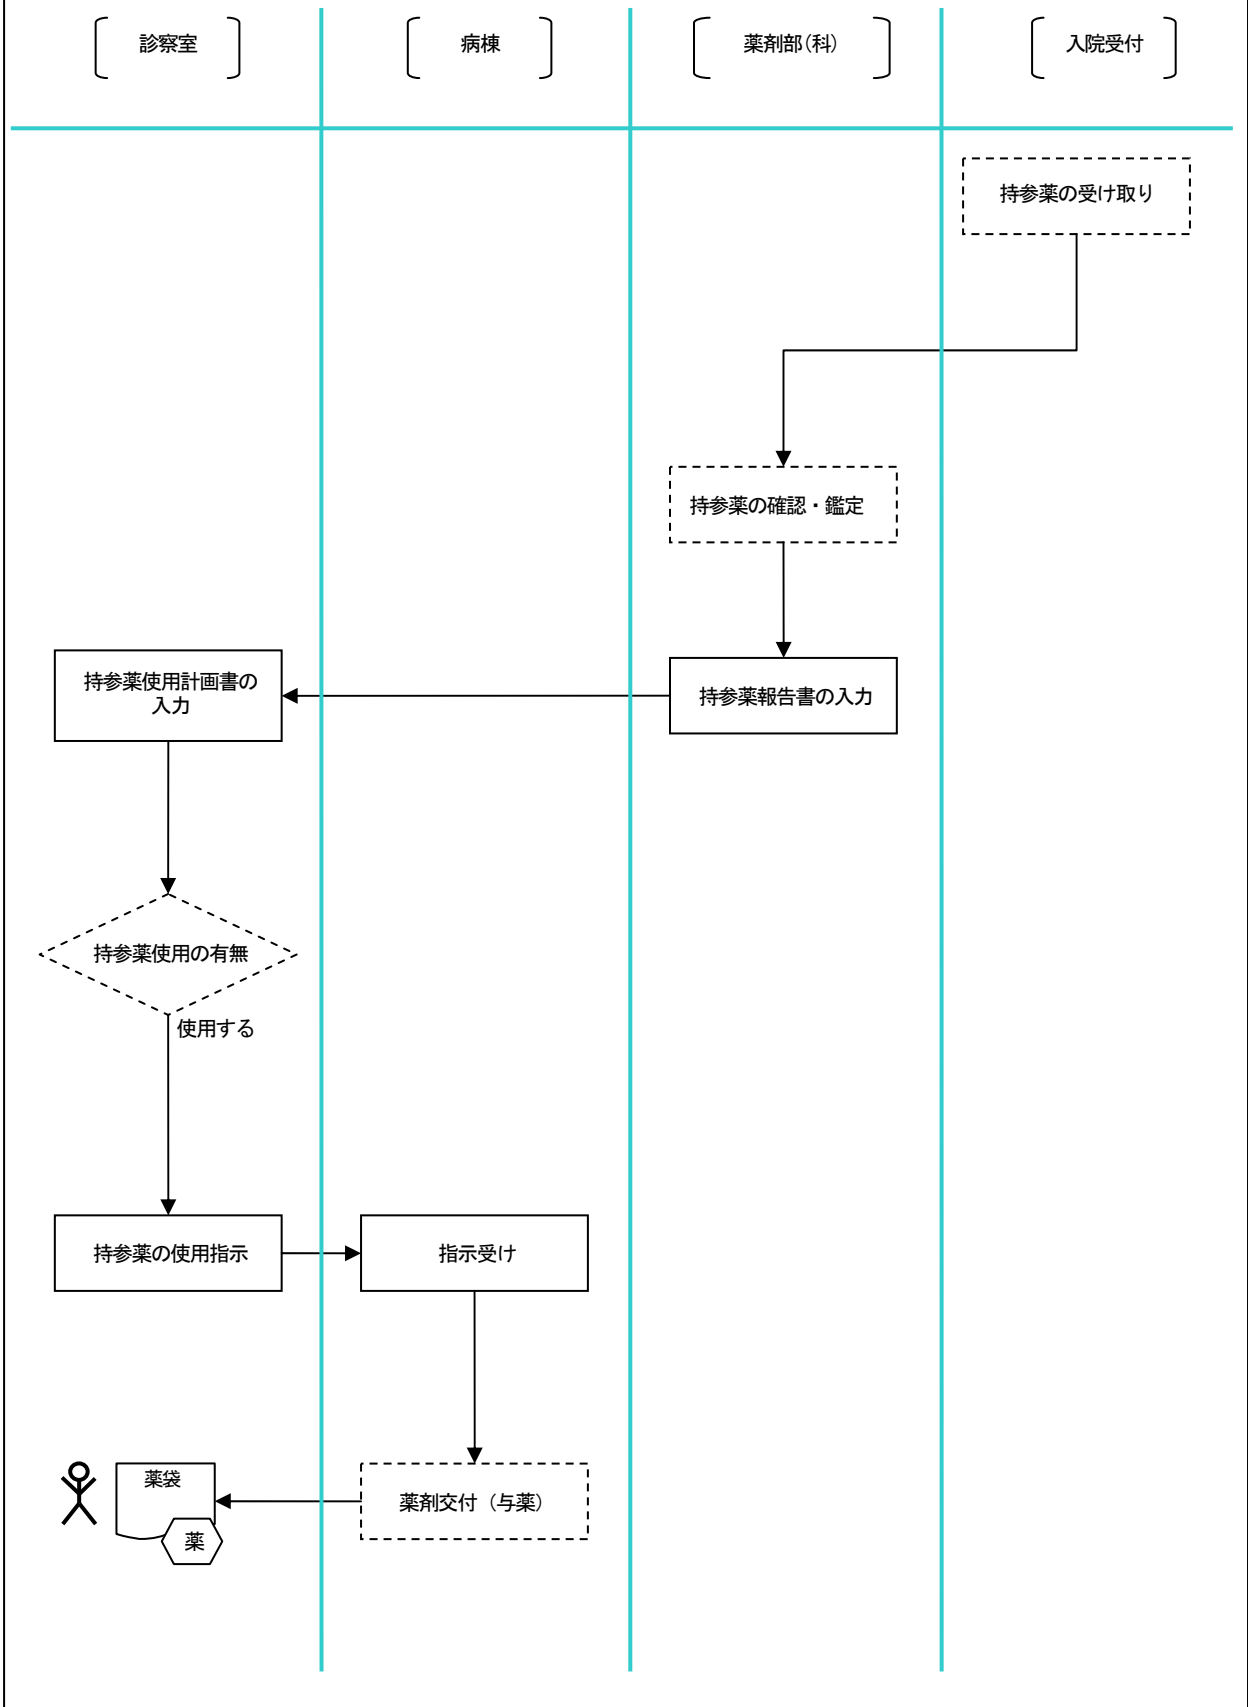 診察室
病棟
薬剤部(科)
入院受付
持参薬の受け取り
持参薬の確認・鑑定
持参薬使用計画書の
入力
持参薬報告書の入力
持参薬使用の有無
使用する
持参薬の使用指示
指示受け
薬袋
薬剤交付（与薬）
薬